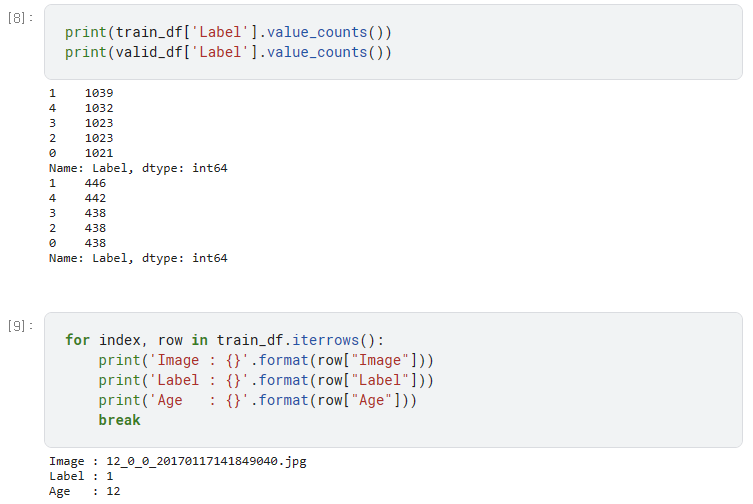 [8]:
print(train_df['Label'].value_counts())
print(valid_df['Label'].value_counts())
1    1039
4    1032
3    1023
2    1023
0    1021
Name: Label, dtype: int64
1    446
4    442
3    438
2    438
0    438
Name: Label, dtype: int64
[9]:
for index, row in train_df.iterrows():
    print('Image : {}'.format(row["Image"]))
    print('Label : {}'.format(row["Label"]))
    print('Age   : {}'.format(row["Age"]))
    break
Image : 12_0_0_20170117141849040.jpg
Label : 1
Age   : 12